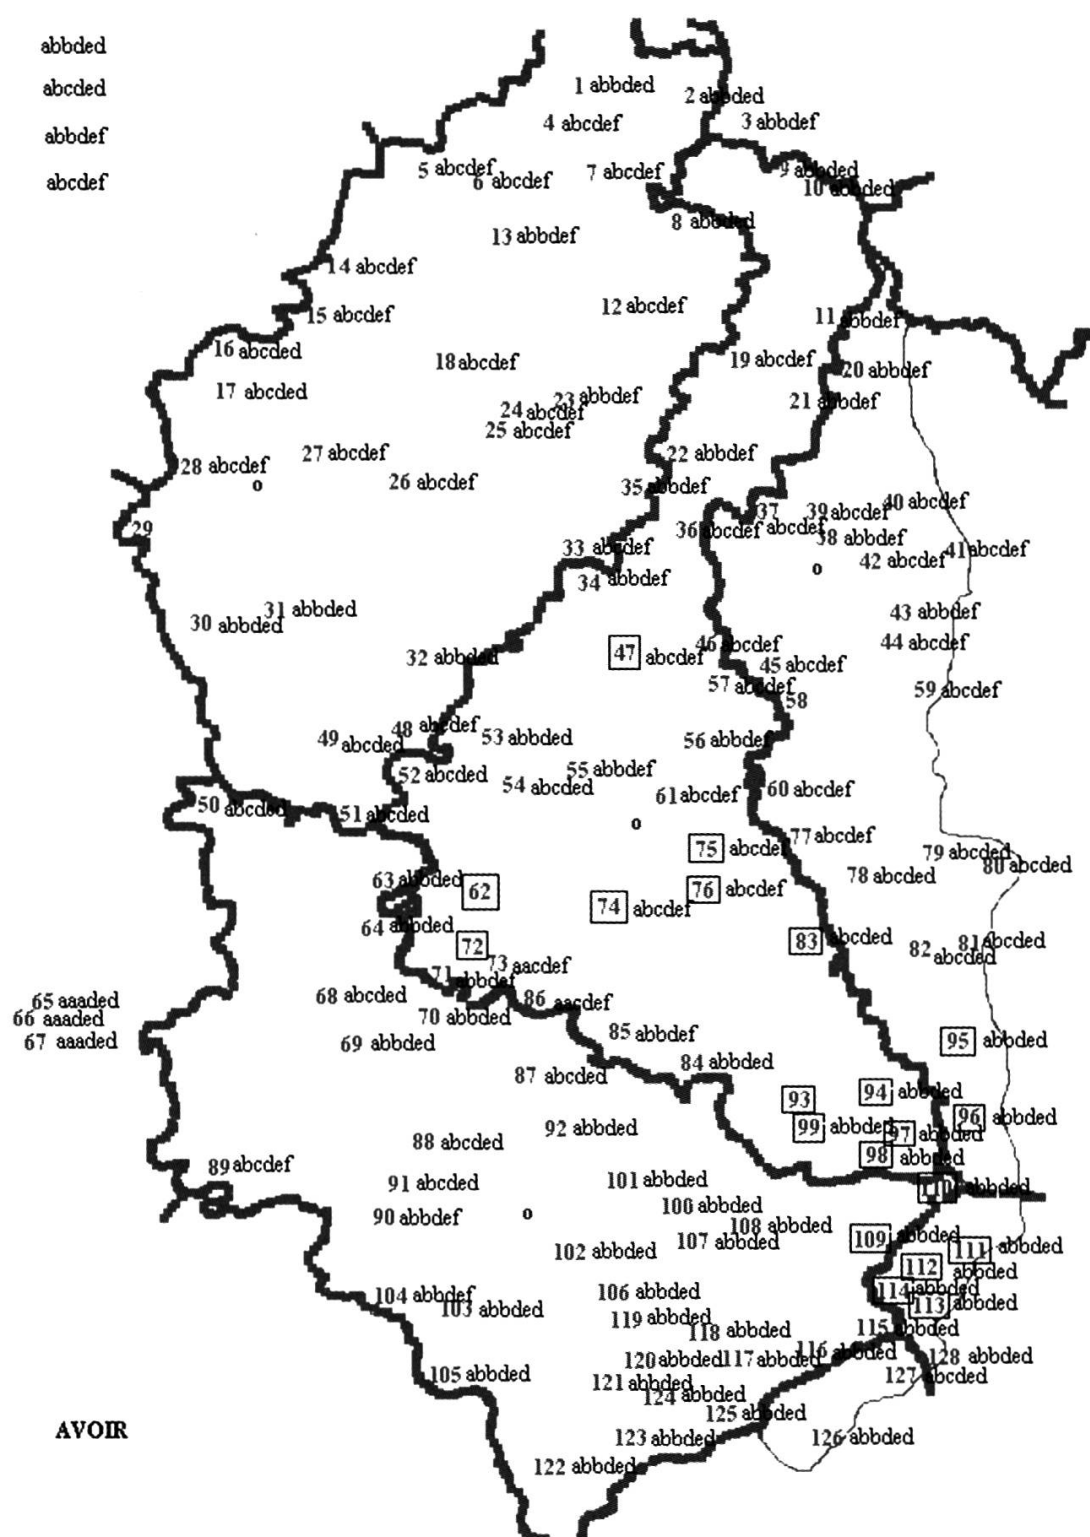 abbded
abcded
abbdef
abcdef
1 abbded
2 abbded
3 abbdef
4 abcdef
5 abcdef
6 abcdef
7 abcdef
8 abbded
9 abbded
10 abbded
13 abbdef
14 abcdef
12 abcdef
15 abcdef
11 abbdef
16 abcded
18 abcdef
19 abcdef
20 abbdef
17 abcded
23 abbdef
21 abbdef
24 abcdef
25 abcdef
27 abcdef
22 abbdef
28 abcdef
26 abcdef
o
35 abbdef
40 abcdef
37 abcdef
39 abcdef
29
36 abcdef
38 abbdef
33 abcdef
41 abcdef
42 abcdef
o
34 abbdef
31 abbded
30 abbded
43 abbdef
44 abcdef
32 abbded
47 abcdef
46 abcdef
45 abcdef
57 abcdef
58
59 abcdef
48 abcdef
49 abcded
53 abbded
56 abbdef
52 abcded
55 abbdef
54 abcded
61 abcdef
60 abcdef
50 abcded
51 abcded
o
77 abcdef
75 abcdef
79 abcded
80 abcded
63 abbded
62
76 abcdef
78 abcded
74 abcdef
64 abbded
72
83 abcded
82 abcded
81 abcded
73 aacdef
71 abbdef
68 abcded
86 aacdef
65 aaaded
66 aaaded
67 aaaded
70 abbded
69 abbded
85 abbdef
95 abbded
84 abbded
87 abcded
93
94 abbded
96 abbded
92 abbded
99 abbded
97 abbded
88 abcded
98 abbded
89 abcdef
91 abcded
101 abbded
110 abbded
90 abbdef
o
100 abbded
108 abbded
102 abbded
107 abbded
109 abbded
111 abbded
112 abbded
104 abbdef
103 abbded
106 abbded
114 abbded
113 abbded
119 abbded
118 abbded
115 abbded
120 abbded
117 abbded
116 abbded
128 abbded
105 abbded
127 abcded
121 abbded
124 abbded
125 abbded
AVOIR
123 abbded
126 abbded
122 abbded